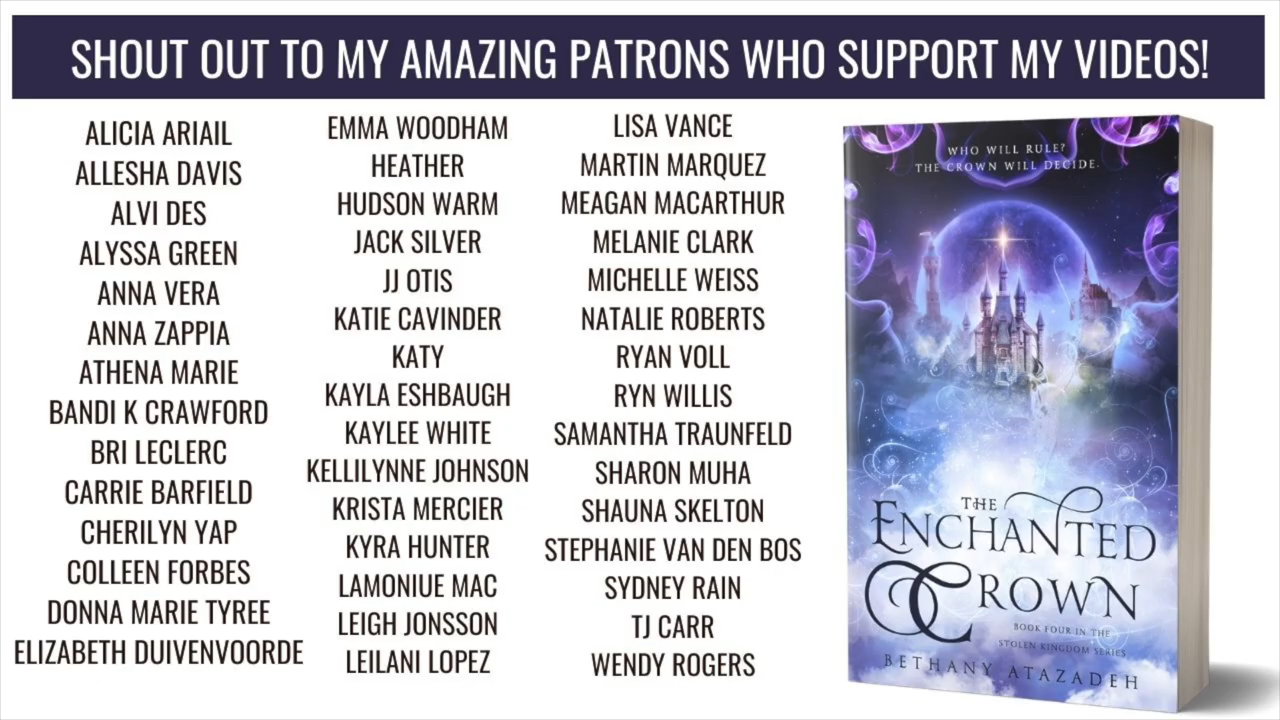 SHOUT OUT TO MY AMAZING PATRONS WHO SUPPORT MY VIDEOS!
ALICIA ARIAIL
ALLESHA DAVIS
ALVI DES
ALYSSA GREEN
ANNA VERA
ANNA ZAPPIA
ATHENA MARIE
BANDI K CRAWFORD
BRI LECLERC
CARRIE BARFIELD
CHERILYN YAP
COLLEEN FORBES
DONNA MARIE TYREE
ELIZABETH DUIVENVOORDE
EMMA WOODHAM
HEATHER
HUDSON WARM
JACK SILVER
JJ OTIS
KATIE CAVINDER
KATY
KAYLA ESHBAUGH
KAYLEE WHITE
KELLILYNNE JOHNSON
KRISTA MERCIER
KYRA HUNTER
LAMONIUE MAC
LEIGH JONSSON
LEILANI LOPEZ
LISA VANCE
MARTIN MARQUEZ
MEAGAN MACARTHUR
MELANIE CLARK
MICHELLE WEISS
NATALIE ROBERTS
RYAN VOLL
RYN WILLIS
SAMANTHA TRAUNFELD
SHARON MUHA
SHAUNA SKELTON
STEPHANIE VAN DEN BOS
SYDNEY RAIN
TJ CARR
WENDY ROGERS
WHO WILL RULE?
THE CROWN WILL DECIDE.
THE
ENCHANTED
CROWN
BOOK FOUR IN THE
STOLEN KINGDOM SERIES
BETHANY ATAZADEH